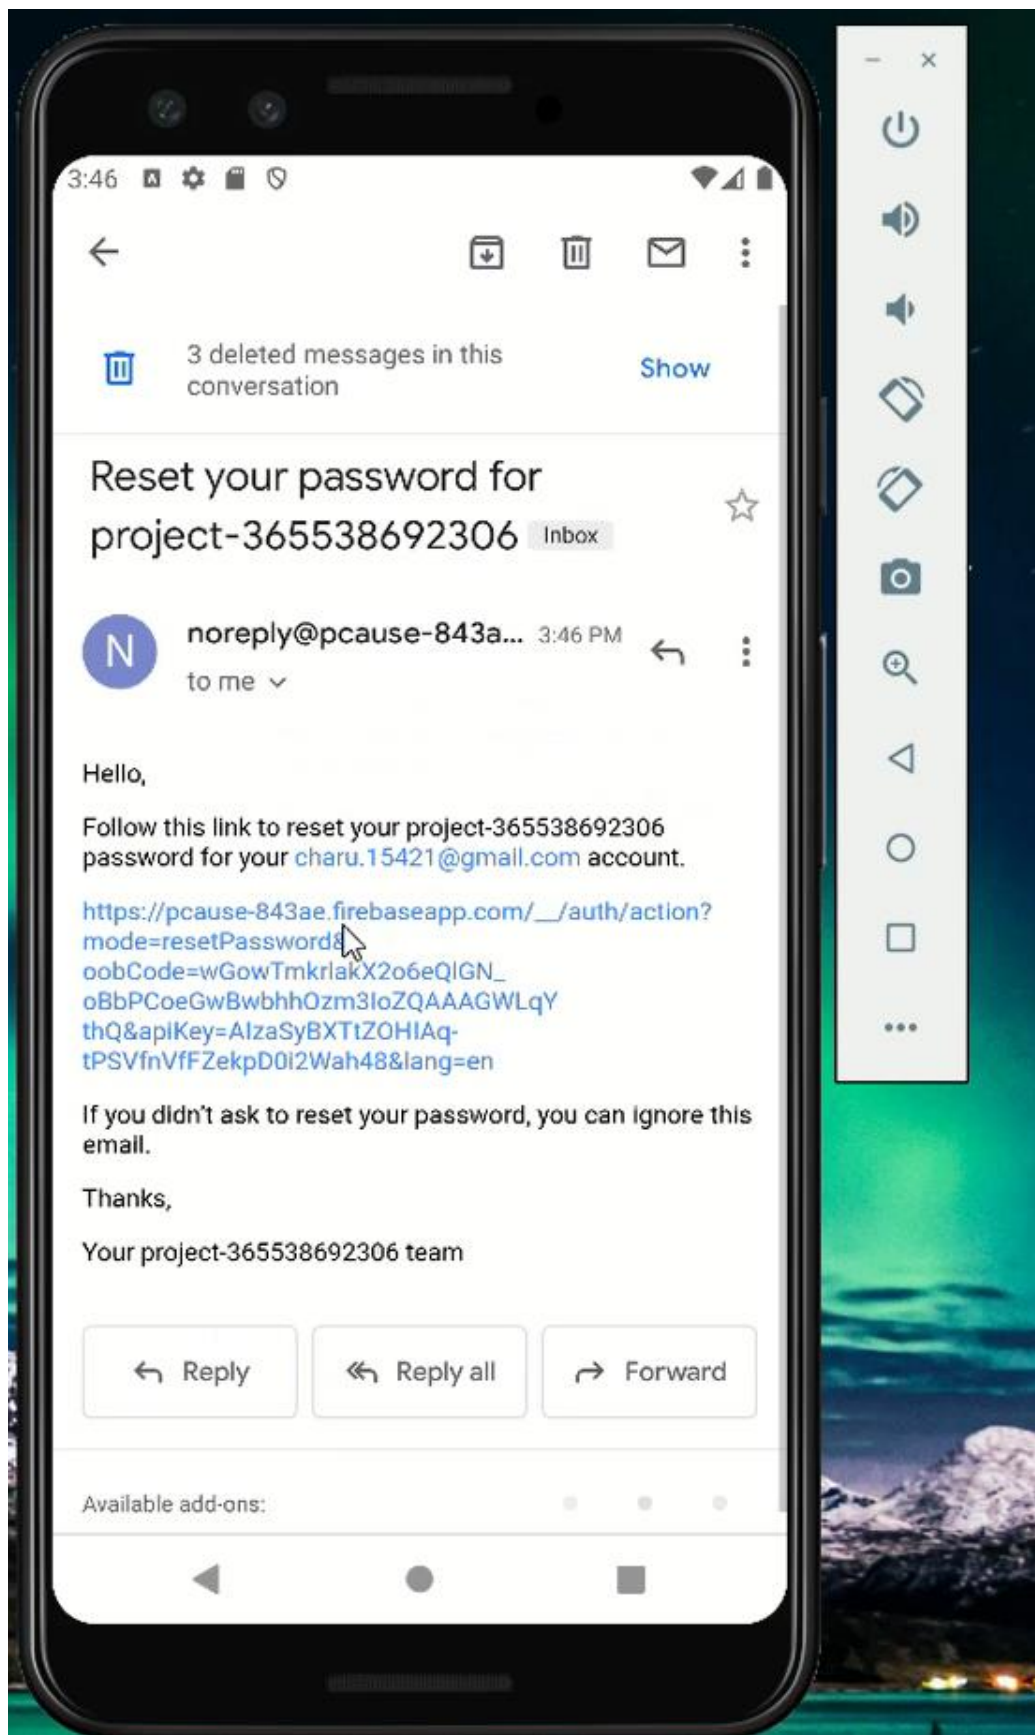 3:46
3 deleted messages in this
conversation
Show
Reset your password for
project-365538692306 Inbox
N
noreply@pcause-843a... 3:46 PM
to me
Hello,
Follow this link to reset your project-365538692306
password for your charu.15421@gmail.com account.
https://pcause-843ae.firebaseapp.com/__/auth/action?
mode=resetPassword&
oobCode=wGowTmkrlakX2o6eQlGN_
oBbPCoeGwBwbhhOzm3IoZQAAAGWLqY
thQ&apiKey=AIzaSyBXTtZOHIAq-
tPSVfnVfFZekpD0i2Wah48&lang=en
If you didn't ask to reset your password, you can ignore this
email.
Thanks,
Your project-365538692306 team
Reply
Reply all
Forward
Available add-ons: